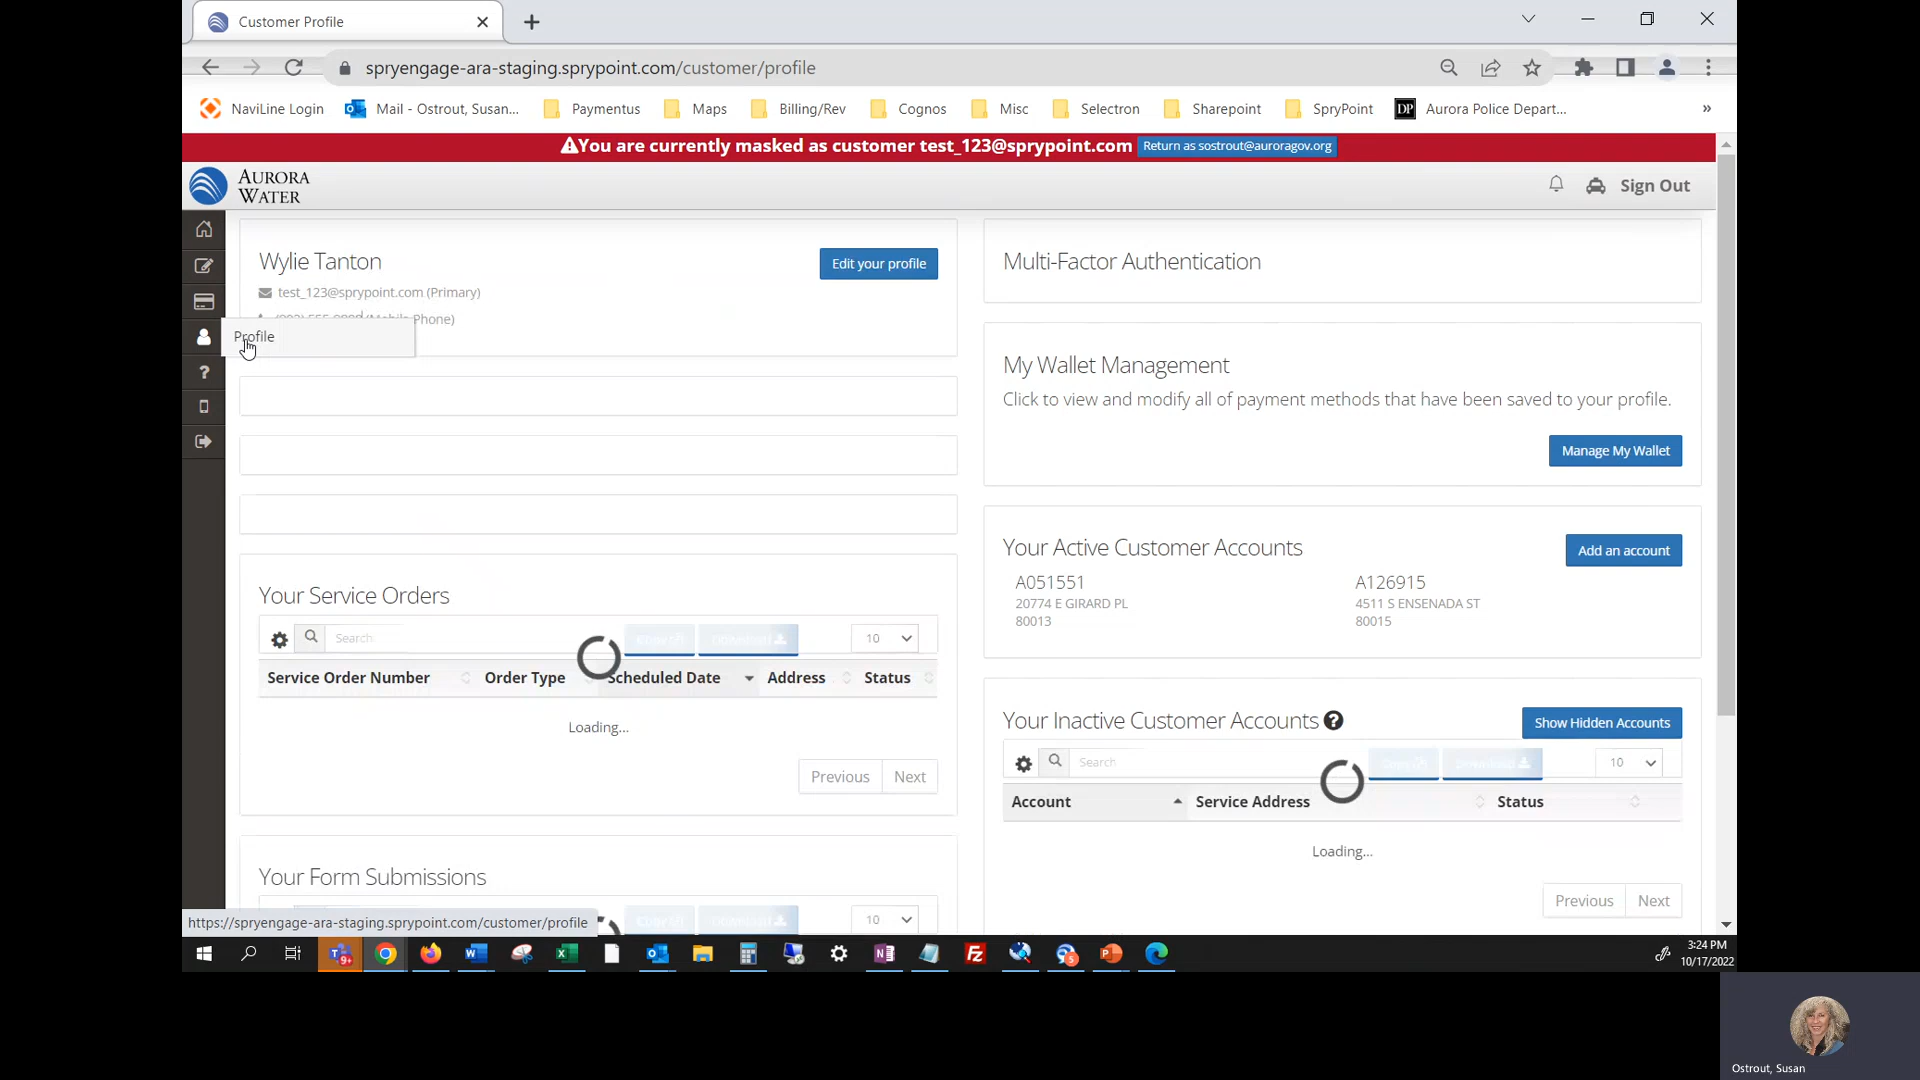 Customer Profile
spryengage-ara-staging.sprypoint.com/customer/profile
NaviLine Login
Mail - Ostrout, Susan...
Paymentus
Maps
Billing/Rev
Cognos
Misc
Selectron
Sharepoint
SpryPoint
DP
Aurora Police Depart...
»
You are currently masked as customer test_123@sprypoint.com
Return as sostrout@auroragov.org
AURORA
WATER
Sign Out
Wylie Tanton
Edit your profile
test_123@sprypoint.com (Primary)
Phone)
Profile
Multi-Factor Authentication
My Wallet Management
Click to view and modify all of payment methods that have been saved to your profile.
Manage My Wallet
Your Active Customer Accounts
Add an account
A051551
20774 E GIRARD PL
80013
A126915
4511 S ENSENADA ST
80015
Your Service Orders
Search
10
Service Order Number
Order Type
Scheduled Date
Address
Status
Loading...
Previous
Next
Your Inactive Customer Accounts
Show Hidden Accounts
Search
10
Account
Service Address
Status
Loading...
Previous
Next
Your Form Submissions
10
https://spryengage-ara-staging.sprypoint.com/customer/profile
3:24 PM
10/17/2022
Ostrout, Susan